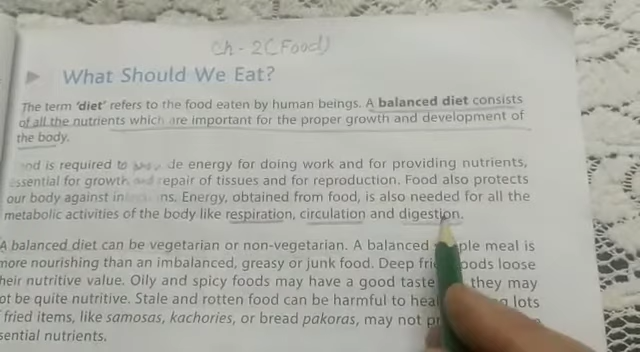 Ch - 2 (Food)
What Should We Eat?
The term 'diet' refers to the food eaten by human beings. A balanced diet consists
of all the nutrients which are important for the proper growth and development of
the body.
is required to de energy for doing work and for providing nutrients,
essential for growth and repair of tissues and for reproduction. Food also protects
our body against ns. Energy, obtained from food, is also needed for all the
metabolic activities of the body like respiration, circulation and digestion.
A balanced diet can be vegetarian or non-vegetarian. A balanced ple meal is
more nourishing than an imbalanced, greasy or junk food. Deep fri oods loose
heir nutritive value. Oily and spicy foods may have a good taste they may
ot be quite nutritive. Stale and rotten food can be harmful to heal lots
fried items, like samosas, kachories, or bread pakoras, may not
sential nutrients.